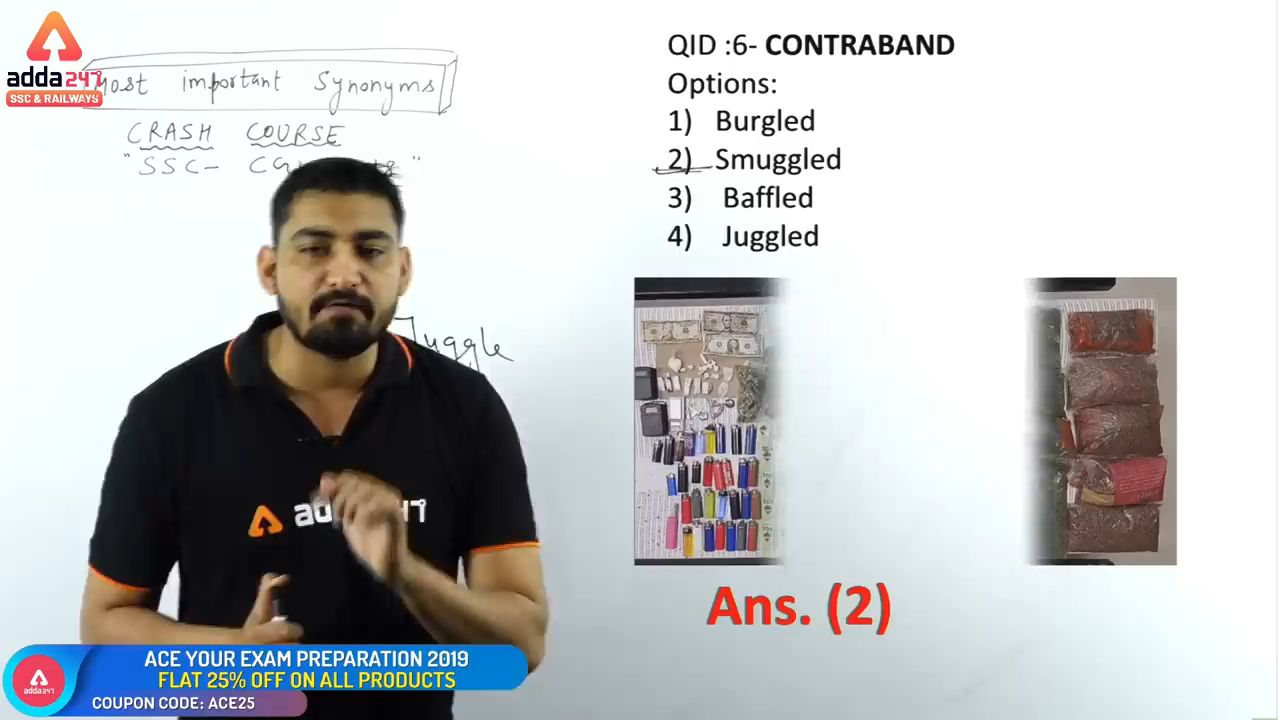 adda247
SSC & RAILWAYS
Most important Synonyms
CRASH COURSE
"SSC-
Juggle
QID :6- CONTRABAND
Options:
1) Burgled
2) Smuggled
3) Baffled
4) Juggled
Ans. (2)
ACE YOUR EXAM PREPARATION 2019
FLAT 25% OFF ON ALL PRODUCTS
adda247
COUPON CODE: ACE25